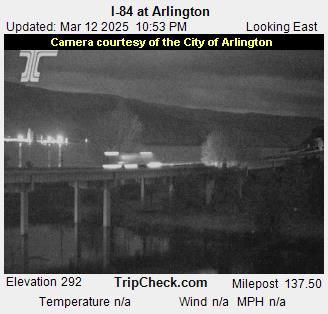 I-84 at Arlington
Updated: Mar 12 2025 10:53 PM Looking East
Camera courtesy of the City of Arlington
Elevation 292 TripCheck.com Milepost 137.50
Temperature n/a Wind n/a MPH n/a